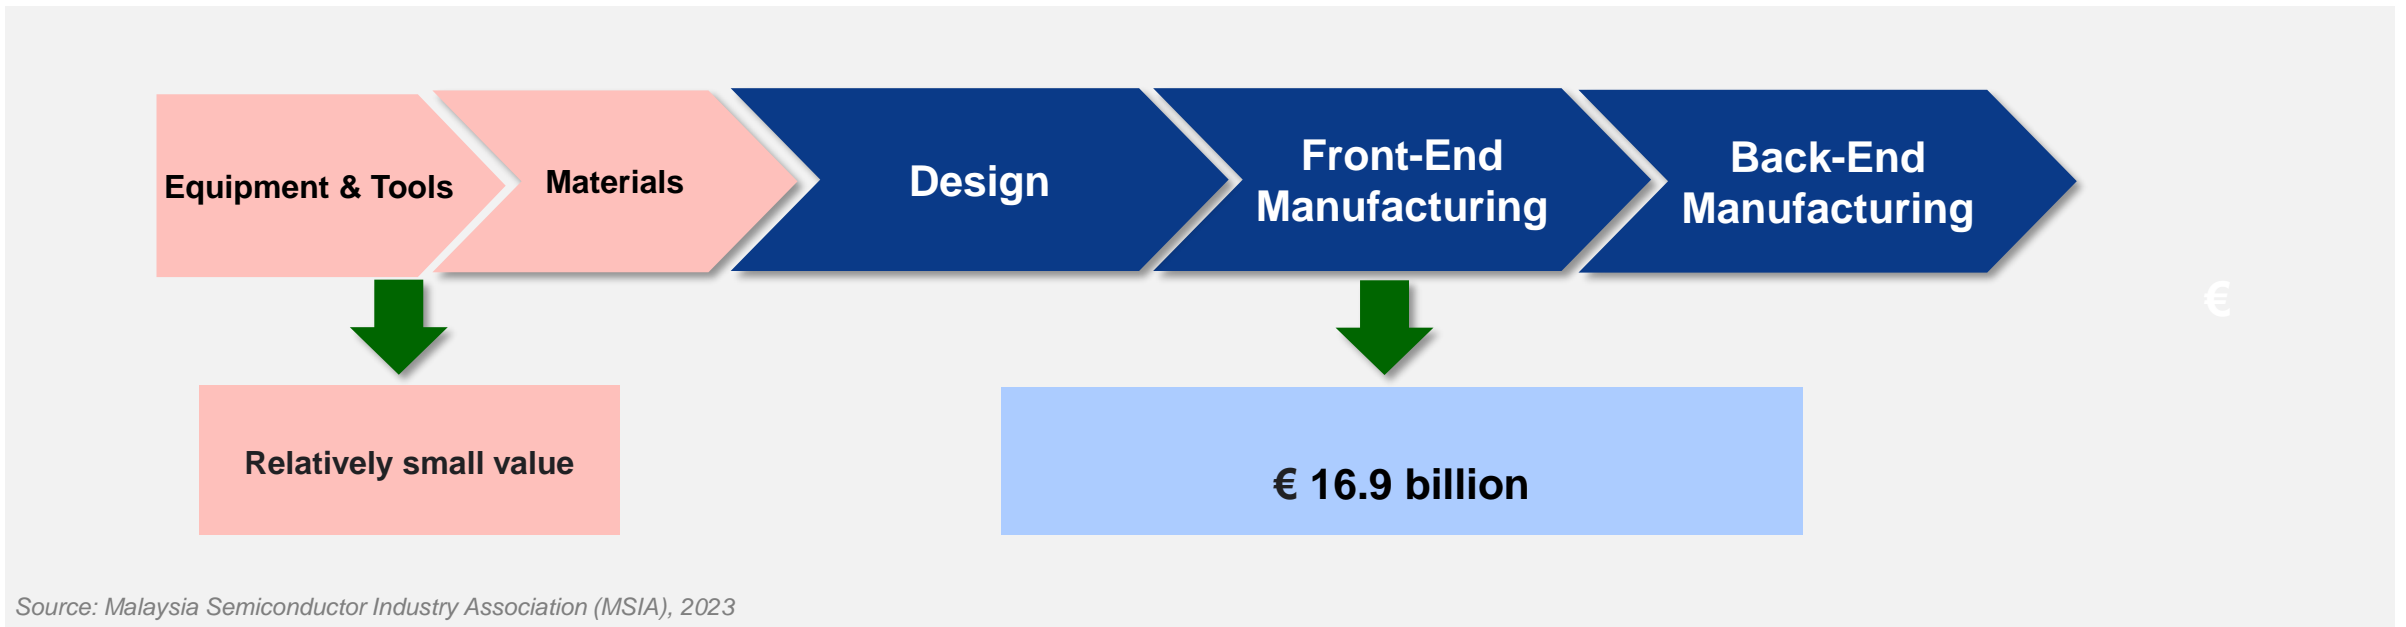 Equipment & Tools
Materials
Design
Front-End
Manufacturing
Back-End
Manufacturing
€
Relatively small value
€ 16.9 billion
Source: Malaysia Semiconductor Industry Association (MSIA), 2023